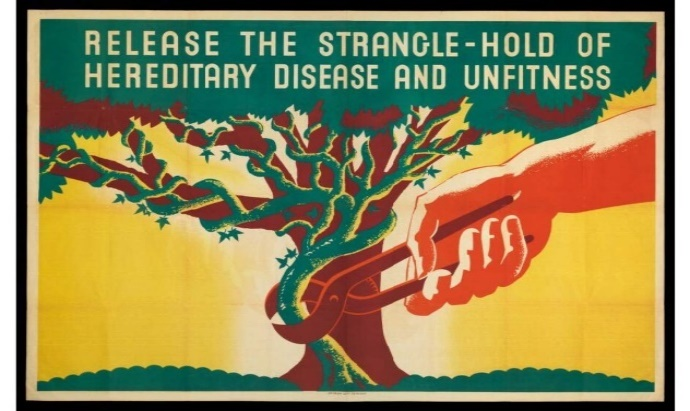 RELEASE THE STRANGLE-HOLD OF
HEREDITARY DISEASE AND UNFITNESS